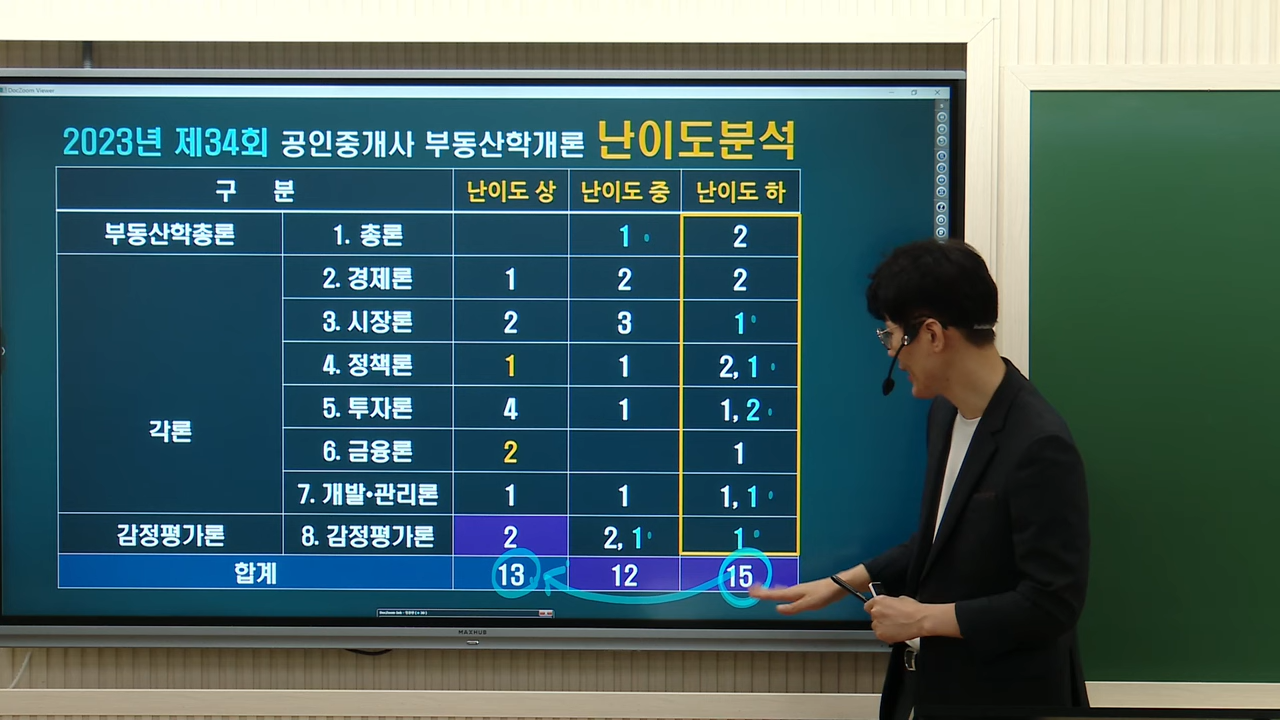 DocZoom Viewer
2023년 제34회 공인중개사 부동산학개론 난이도분석
구 분 난이도 상 난이도 중 난이도 하
부동산학총론 1. 총론 1 2
각론
2. 경제론 1 2 2
3. 시장론 2 3 1
4. 정책론 1 1 2, 1
5. 투자론 4 1 1, 2
6. 금융론 2 1
7. 개발•관리론 1 1 1, 1
감정평가론 8. 감정평가론 2 2, 1 1
합계 13 12 15
MAXHUB